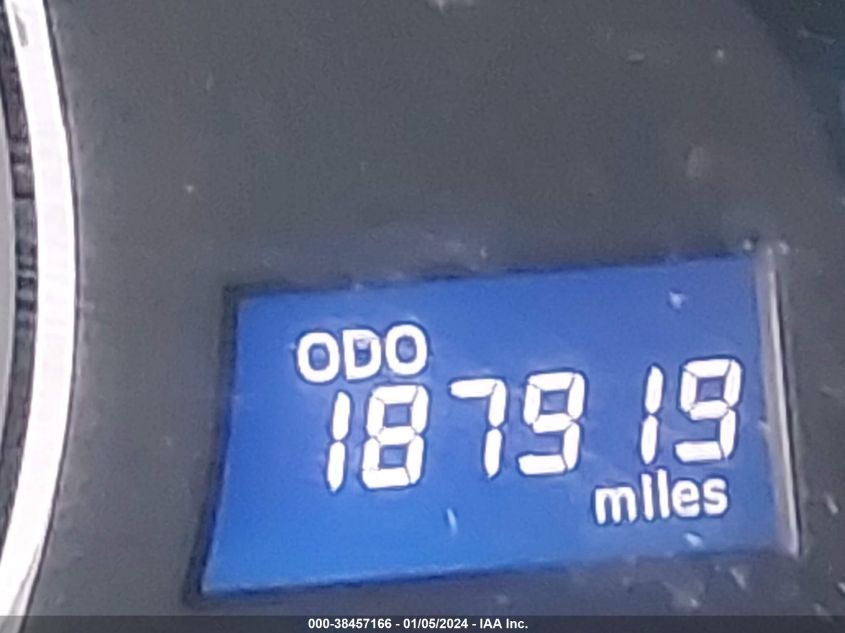 ODO
187919
miles
000-38457166 - 01/05/2024 - IAA Inc.